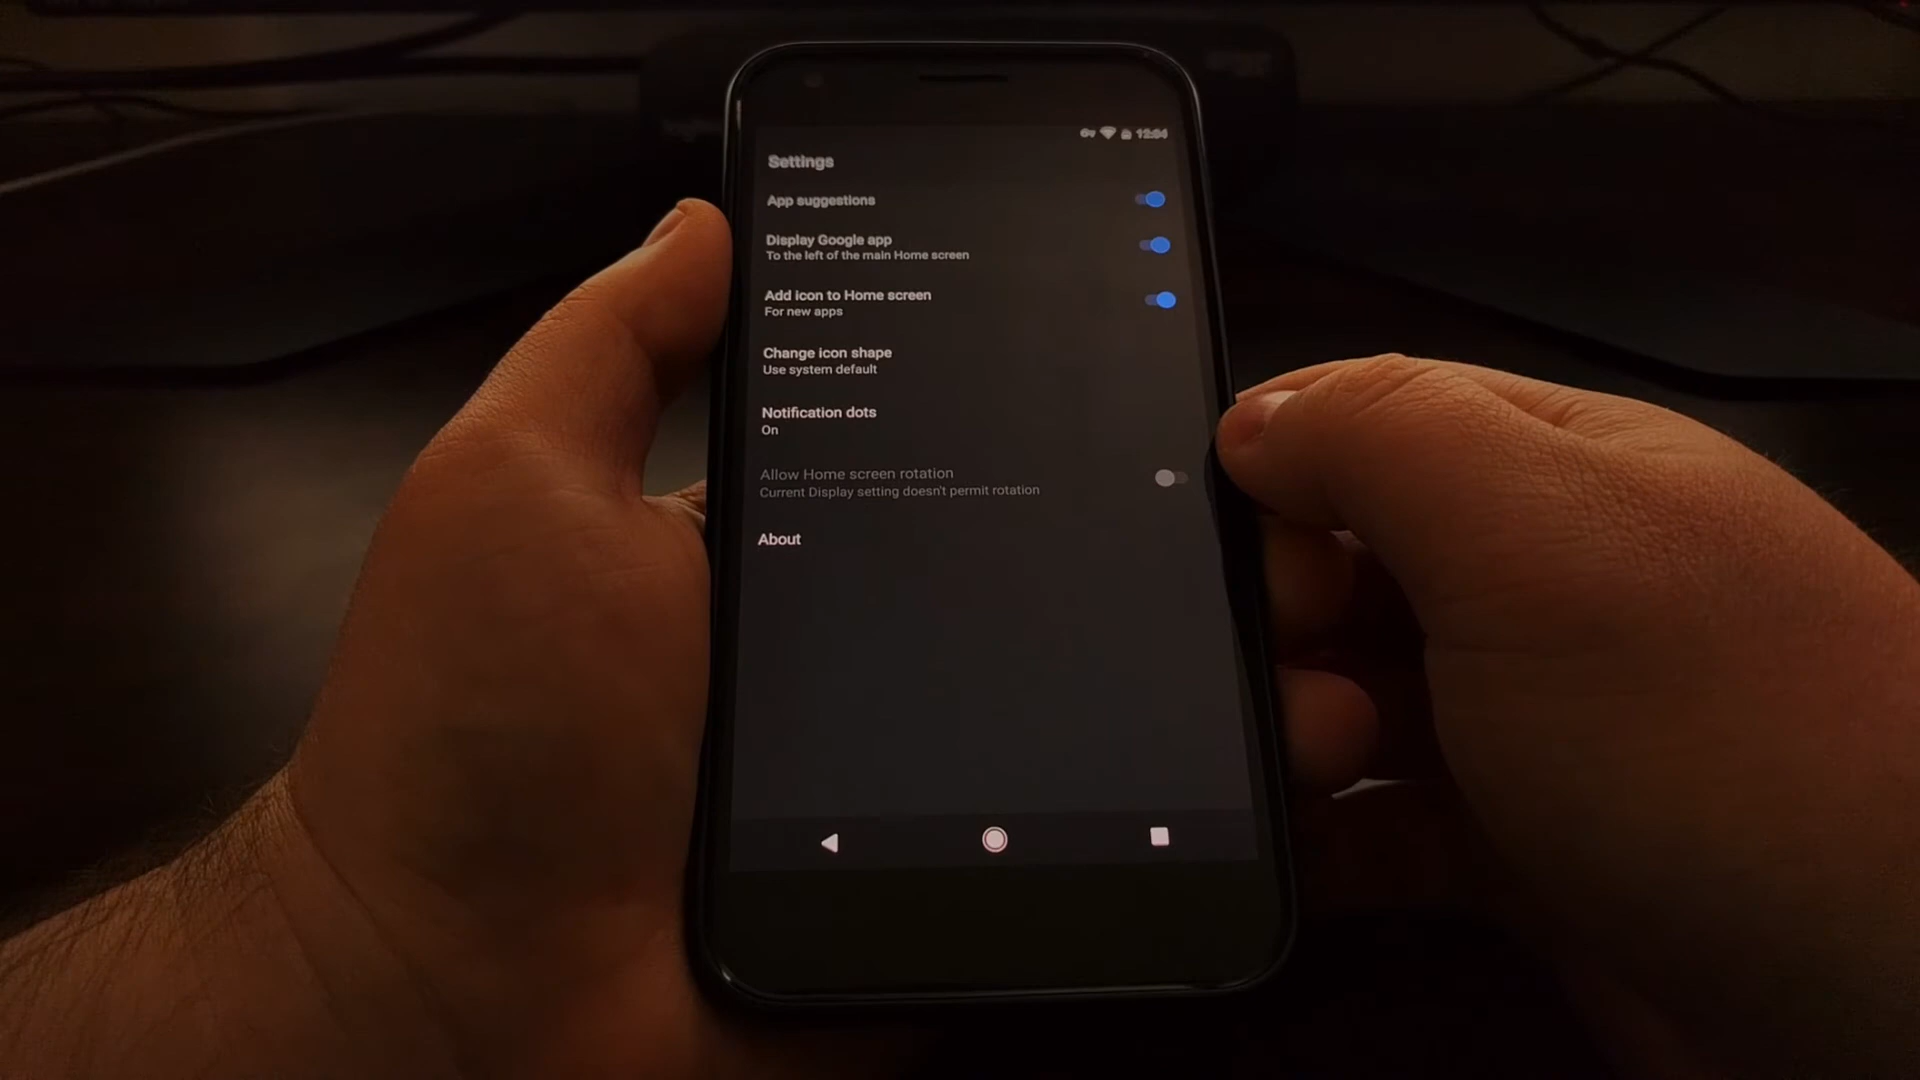 12:04
Settings
App suggestions
Display Google app
To the left of the main Home screen
Add icon to Home screen
For new apps
Change icon shape
Use system default
Notification dots
On
Allow Home screen rotation
Current Display setting doesn't permit rotation
About